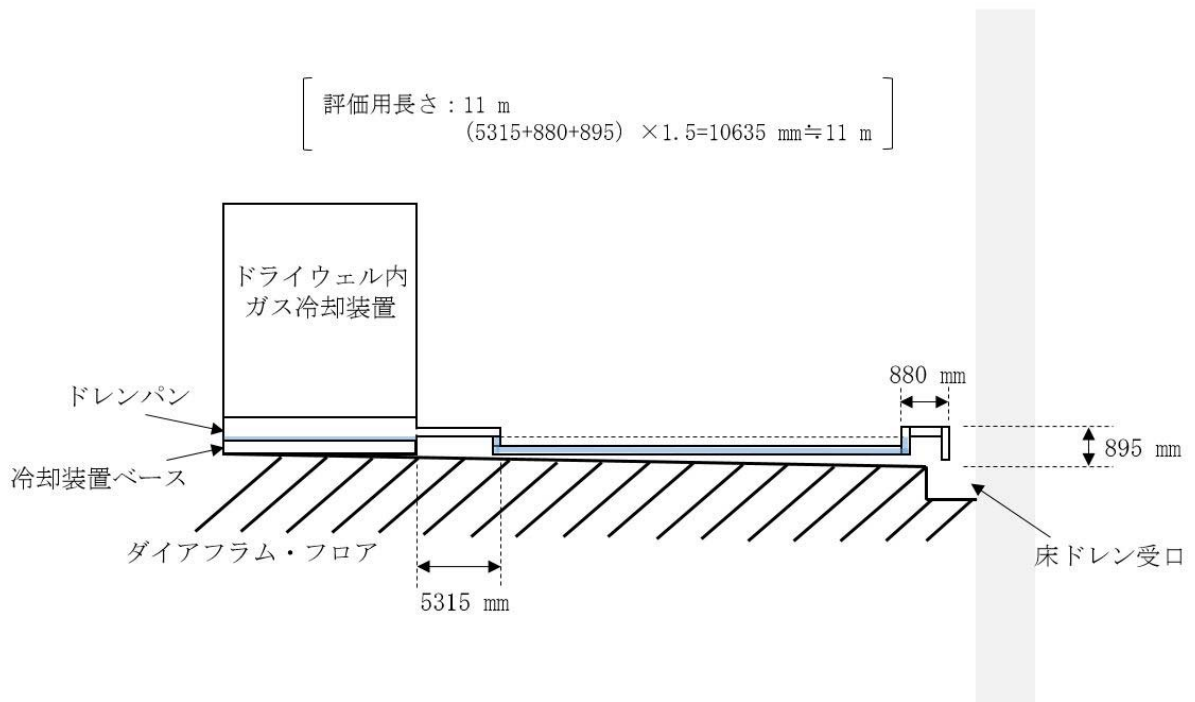 評価用長さ：11 m
(5315+880+895) ×1.5=10635 mm≒11 m
ドライウェル内
ガス冷却装置
880 mm
ドレンパン
895 mm
冷却装置ベース
ダイアフラム・フロア
床ドレン受口
5315 mm